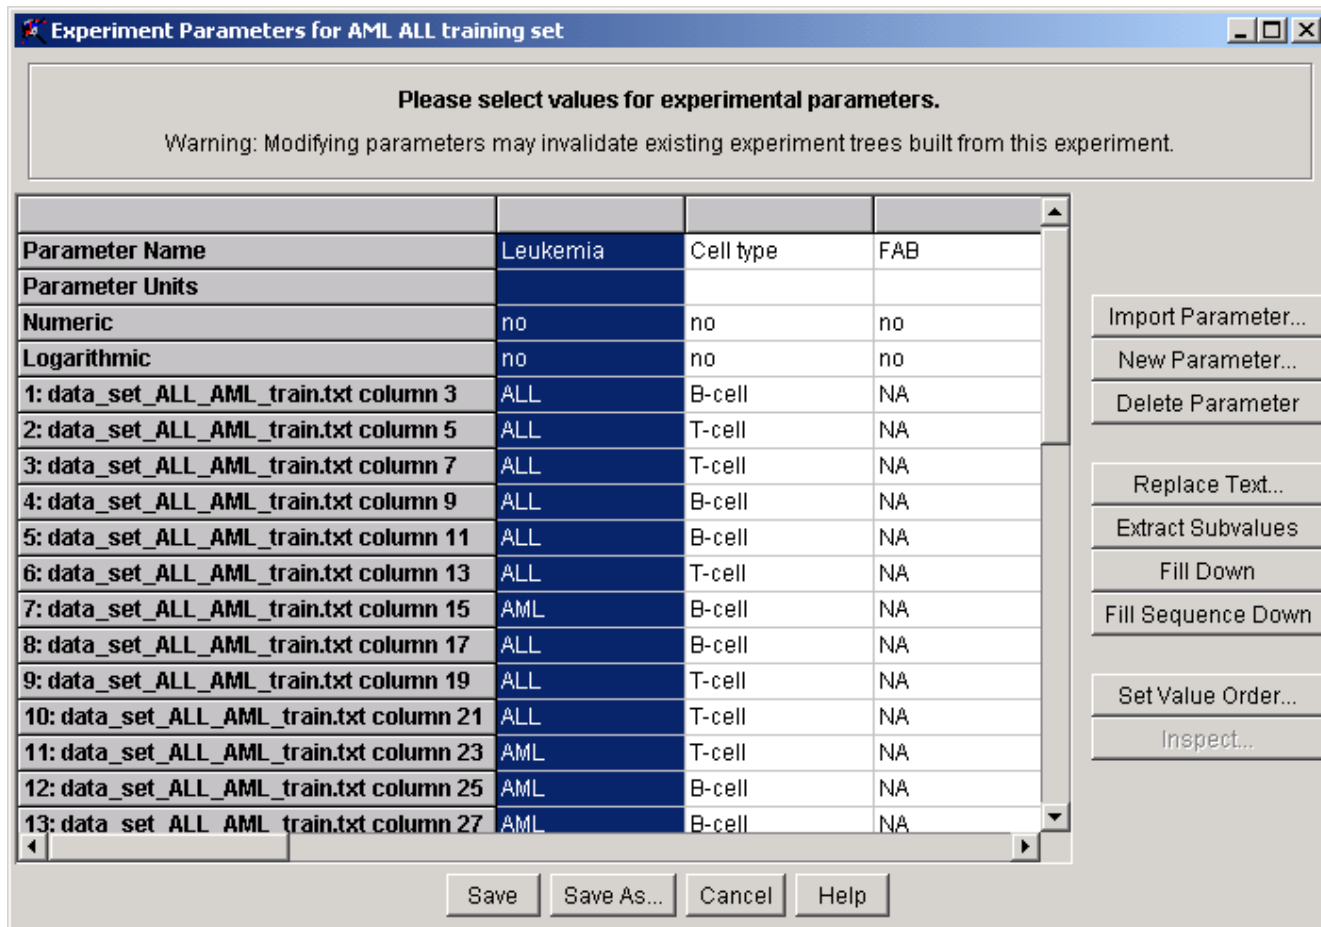 Experiment Parameters for AML ALL training set
Please select values for experimental parameters.
Warning: Modifying parameters may invalidate existing experiment trees built from this experiment.
Parameter Name Leukemia Cell type FAB
Parameter Units
Numeric no no no
Logarithmic no no no
1: data_set_ALL_AML_train.txt column 3 ALL B-cell NA
2: data_set_ALL_AML_train.txt column 5 ALL T-cell NA
3: data_set_ALL_AML_train.txt column 7 ALL T-cell NA
4: data_set_ALL_AML_train.txt column 9 ALL B-cell NA
5: data_set_ALL_AML_train.txt column 11 ALL B-cell NA
6: data_set_ALL_AML_train.txt column 13 ALL T-cell NA
7: data_set_ALL_AML_train.txt column 15 AML B-cell NA
8: data_set_ALL_AML_train.txt column 17 ALL B-cell NA
9: data_set_ALL_AML_train.txt column 19 ALL T-cell NA
10: data_set_ALL_AML_train.txt column 21 ALL T-cell NA
11: data_set_ALL_AML_train.txt column 23 AML T-cell NA
12: data_set_ALL_AML_train.txt column 25 AML B-cell NA
13: data_set_ALL_AML_train.txt column 27 AML B-cell NA
Import Parameter...
New Parameter...
Delete Parameter
Replace Text...
Extract Subvalues
Fill Down
Fill Sequence Down
Set Value Order...
Inspect...
Save Save As... Cancel Help